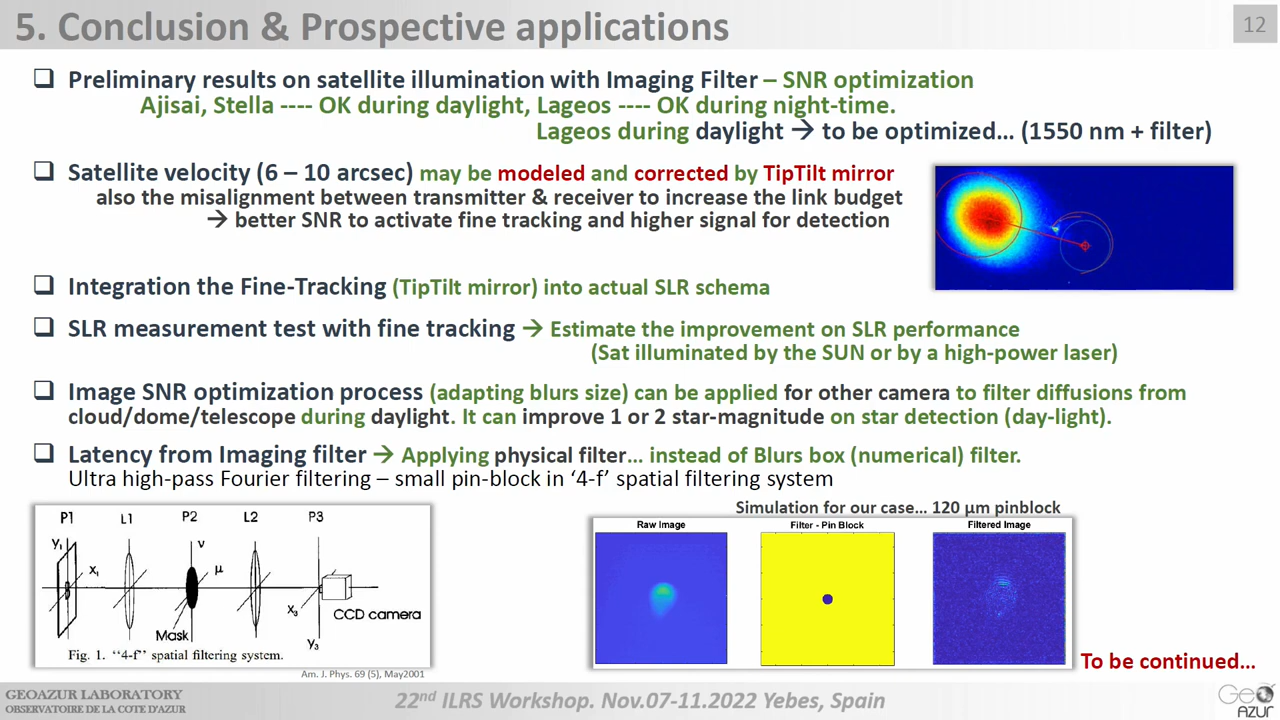 5. Conclusion & Prospective applications
12
❑ Preliminary results on satellite illumination with Imaging Filter – SNR optimization
Ajisai, Stella ---- OK during daylight, Lageos ---- OK during night-time.
Lageos during daylight → to be optimized… (1550 nm + filter)
❑ Satellite velocity (6 – 10 arcsec) may be modeled and corrected by TipTilt mirror
also the misalignment between transmitter & receiver to increase the link budget
→ better SNR to activate fine tracking and higher signal for detection
❑ Integration the Fine-Tracking (TipTilt mirror) into actual SLR schema
❑ SLR measurement test with fine tracking → Estimate the improvement on SLR performance
(Sat illuminated by the SUN or by a high-power laser)
❑ Image SNR optimization process (adapting blurs size) can be applied for other camera to filter diffusions from
cloud/dome/telescope during daylight. It can improve 1 or 2 star-magnitude on star detection (day-light).
❑ Latency from Imaging filter → Applying physical filter… instead of Blurs box (numerical) filter.
Ultra high-pass Fourier filtering – small pin-block in ‘4-f’ spatial filtering system
P1 L1 P2 L2 P3
y₁ ν
x₁ μ
x₃
CCD camera
Mask
y₃
Fig. 1. ‘‘4-f’’ spatial filtering system.
Am. J. Phys. 69 (5), May2001
Simulation for our case… 120 µm pinblock
Raw Image Filter - Pin Block Filtered Image
To be continued…
GEOAZUR LABORATORY
OBSERVATOIRE DE LA COTE D'AZUR
22nd ILRS Workshop. Nov.07-11.2022 Yebes, Spain
Geo
AZUR